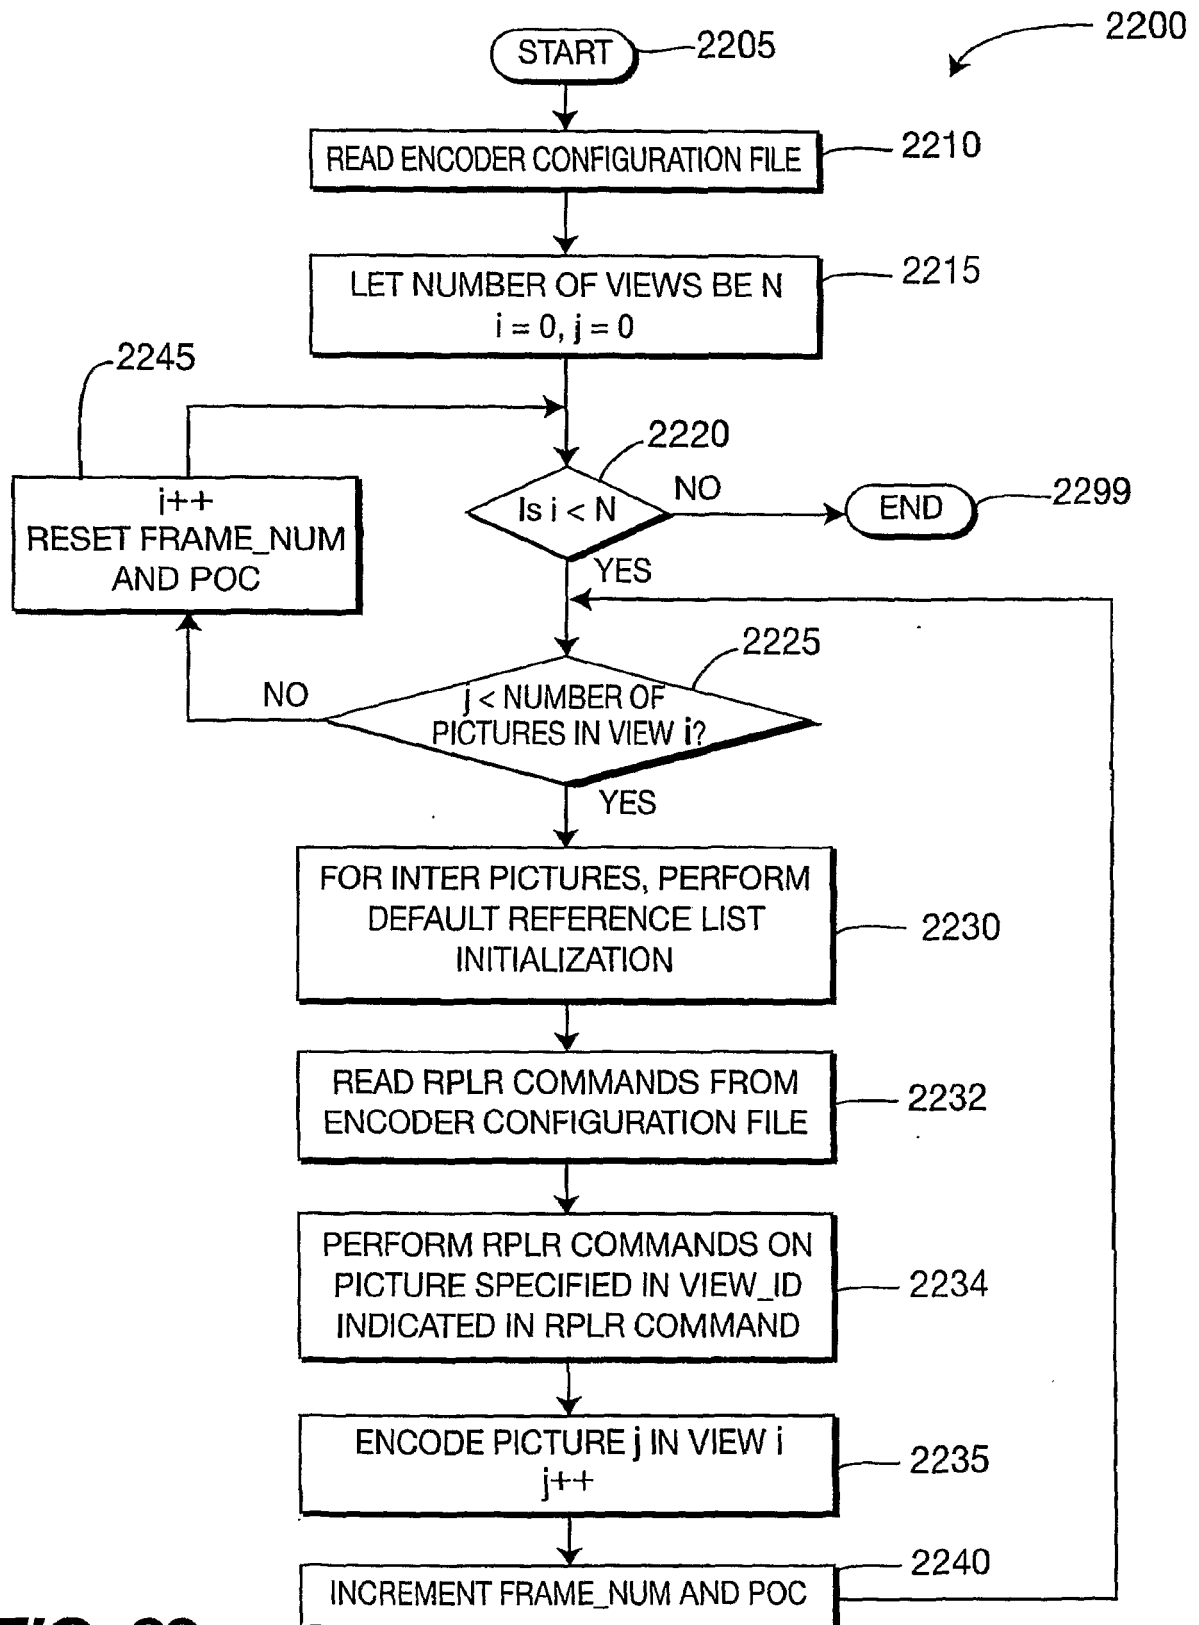 2200
START
2205
READ ENCODER CONFIGURATION FILE
2210
LET NUMBER OF VIEWS BE N
i = 0, j = 0
2215
2245
i++
RESET FRAME_NUM
AND POC
2220
Is i < N
NO
END
2299
YES
2225
j < NUMBER OF
PICTURES IN VIEW i?
NO
YES
FOR INTER PICTURES, PERFORM
DEFAULT REFERENCE LIST
INITIALIZATION
2230
READ RPLR COMMANDS FROM
ENCODER CONFIGURATION FILE
2232
PERFORM RPLR COMMANDS ON
PICTURE SPECIFIED IN VIEW_ID
INDICATED IN RPLR COMMAND
2234
ENCODE PICTURE j IN VIEW i
j++
2235
INCREMENT FRAME_NUM AND POC
2240